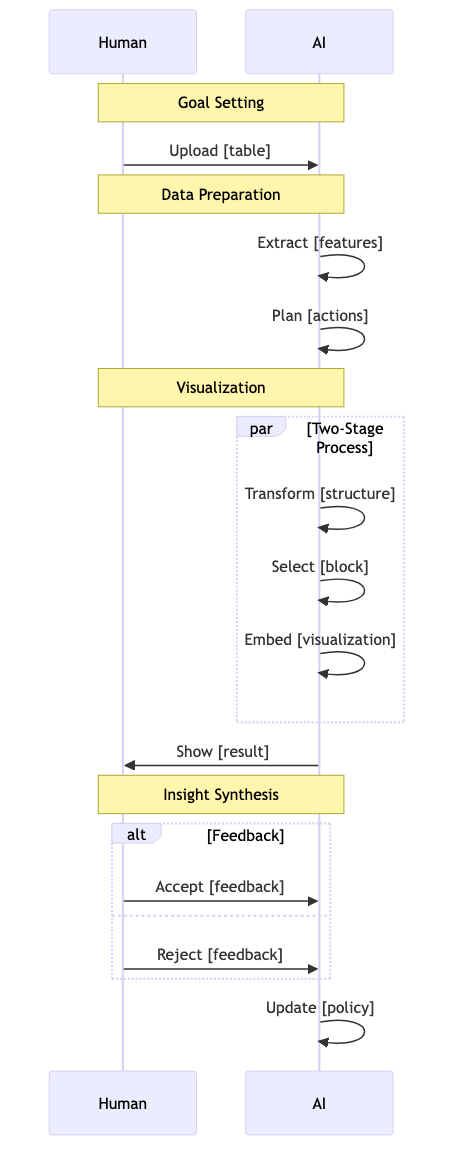 Human
AI
Goal Setting
Upload [table]
Data Preparation
Extract [features]
Plan [actions]
Visualization
par
[Two-Stage
Process]
Transform [structure]
Select [block]
Embed [visualization]
Show [result]
Insight Synthesis
alt
[Feedback]
Accept [feedback]
Reject [feedback]
Update [policy]
Human
AI